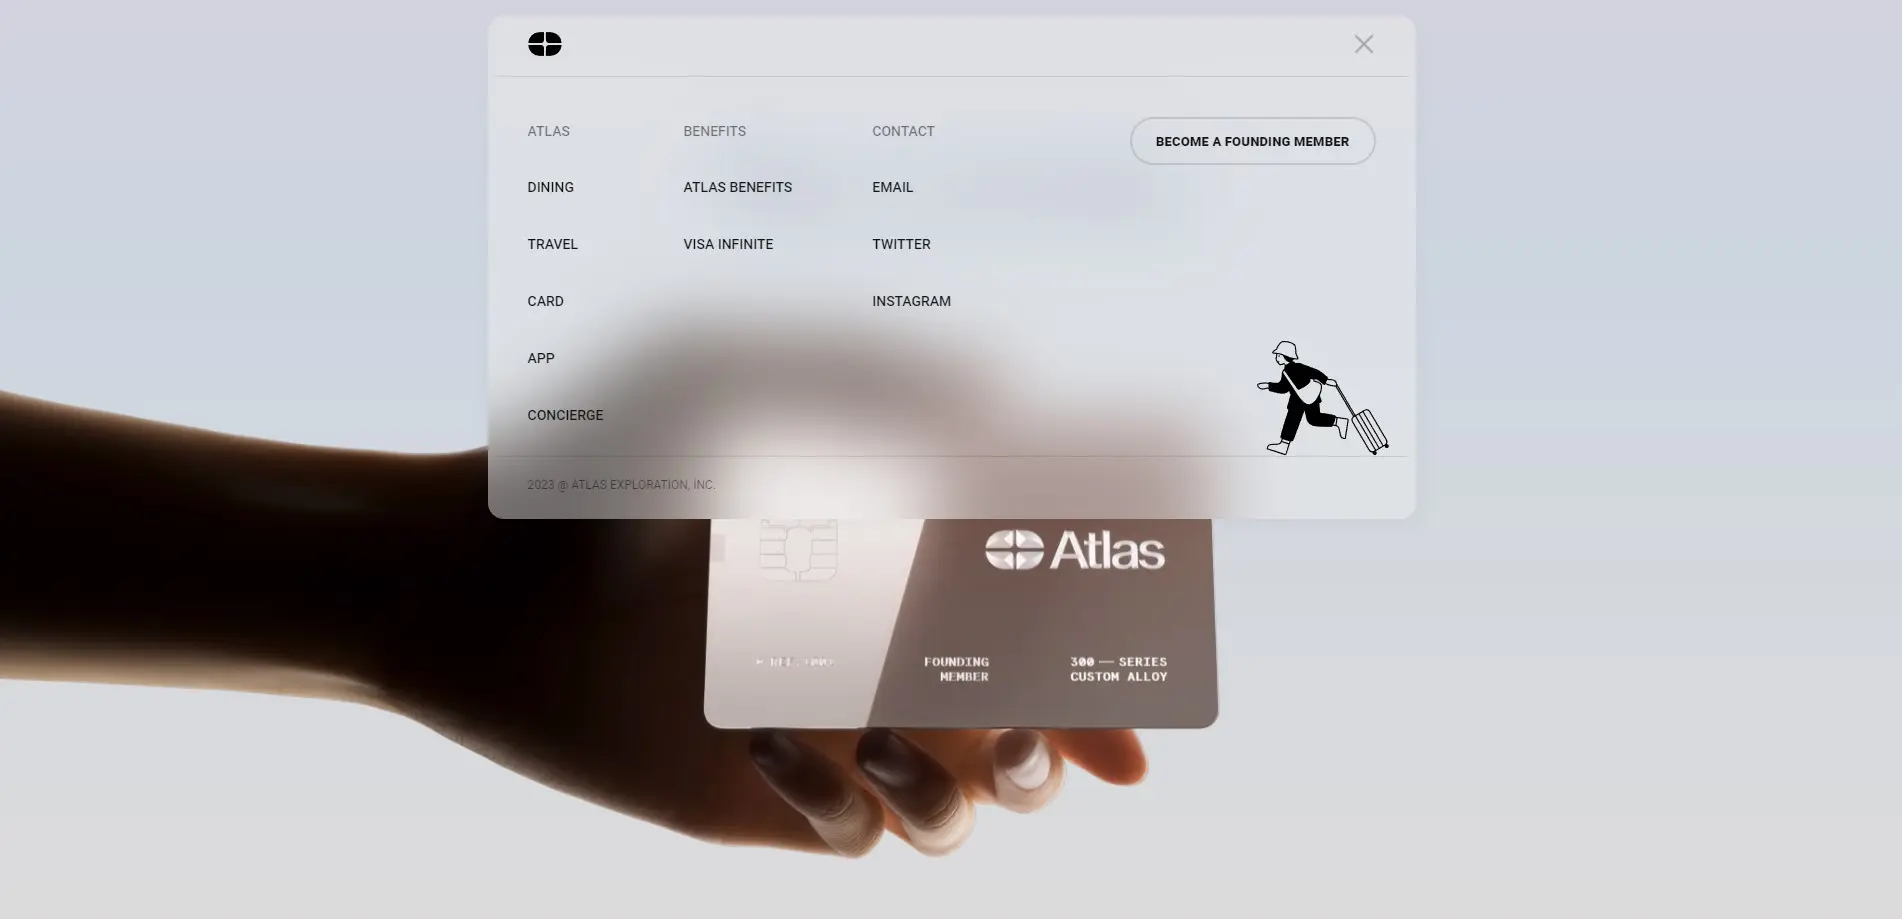 ATLAS
DINING
TRAVEL
CARD
APP
CONCIERGE
BENEFITS
ATLAS BENEFITS
VISA INFINITE
CONTACT
EMAIL
TWITTER
INSTAGRAM
BECOME A FOUNDING MEMBER
2023 @ ATLAS EXPLORATION, INC.
Atlas
FOUNDING
MEMBER
300 — SERIES
CUSTOM ALLOY